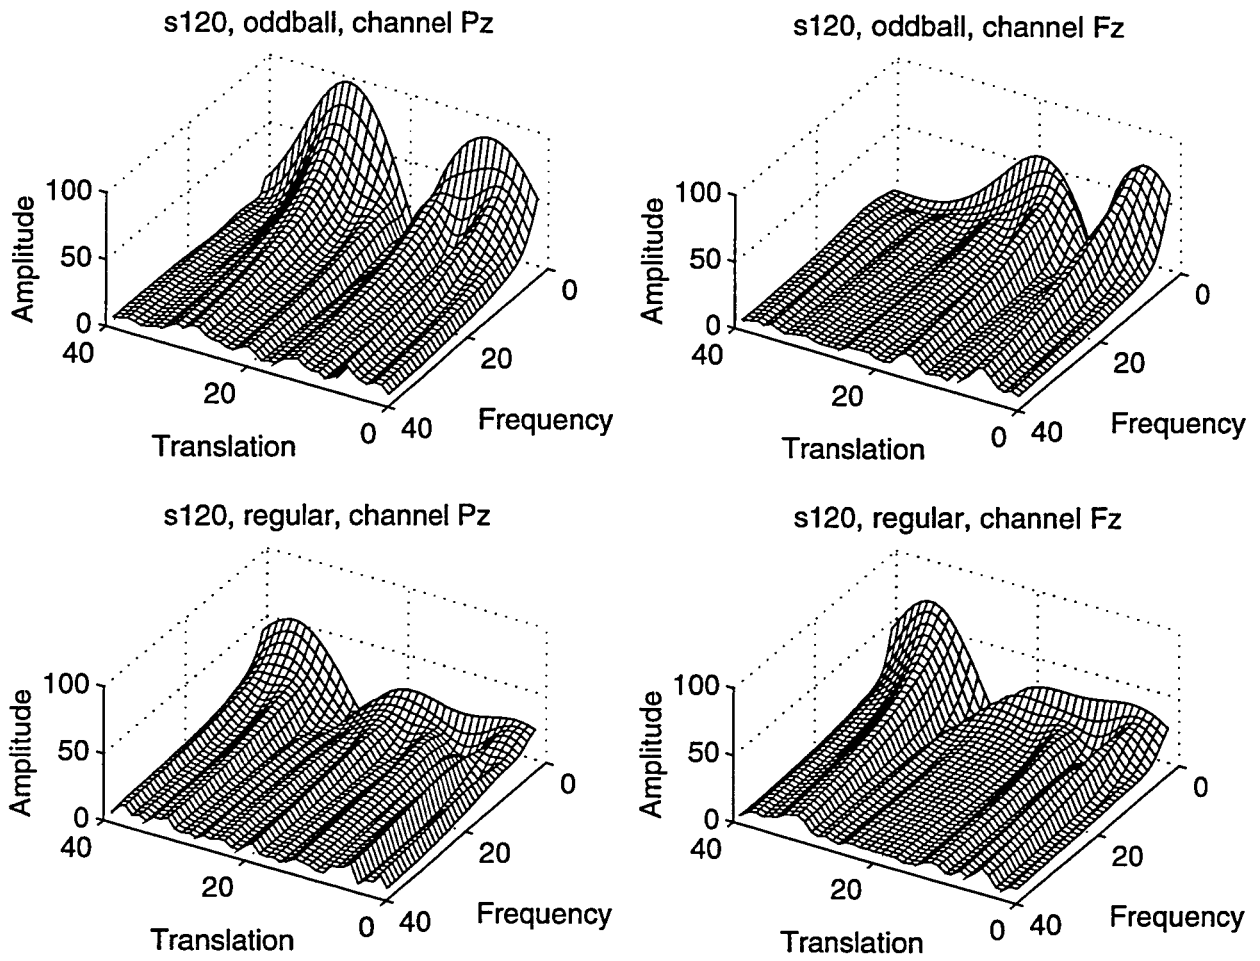 s120, oddball, channel Pz
100
50
0
Amplitude
40
20
0
Translation
40
20
0
Frequency
s120, oddball, channel Fz
100
50
0
Amplitude
40
20
0
Translation
40
20
0
Frequency
s120, regular, channel Pz
100
50
0
Amplitude
40
20
0
Translation
40
20
0
Frequency
s120, regular, channel Fz
100
50
0
Amplitude
40
20
0
Translation
40
20
0
Frequency